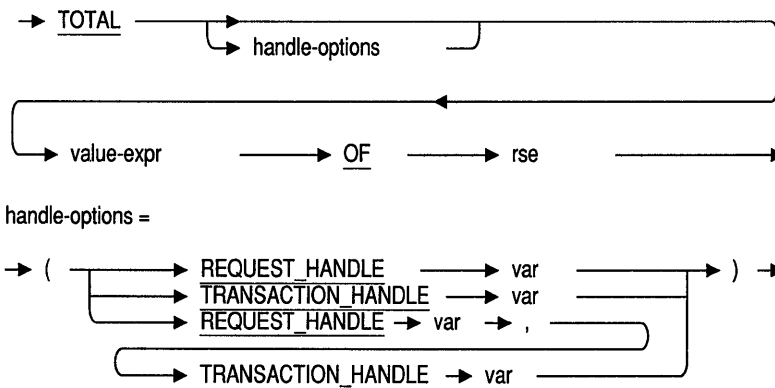 TOTAL
handle-options
value-expr OF rse
handle-options =
( REQUEST_HANDLE var )
TRANSACTION_HANDLE var
REQUEST_HANDLE var ,
TRANSACTION_HANDLE var